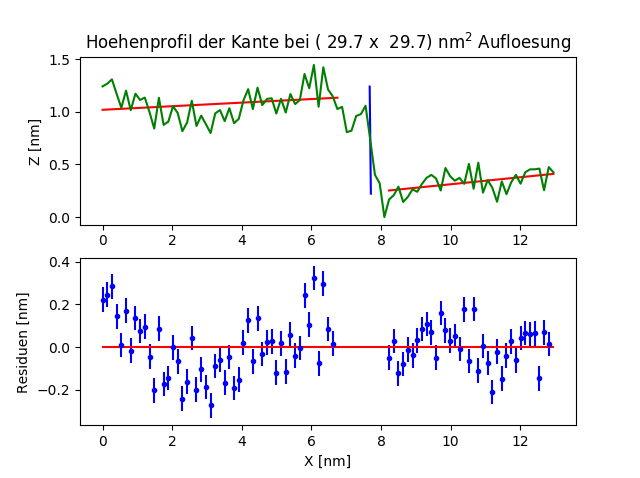 Hoehenprofil der Kante bei ( 29.7 x  29.7) nm² Aufloesung
1.5
1.0
0.5
0.0
Z [nm]
0 2 4 6 8 10 12
0.4
0.2
0.0
−0.2
Residuen [nm]
0 2 4 6 8 10 12
X [nm]